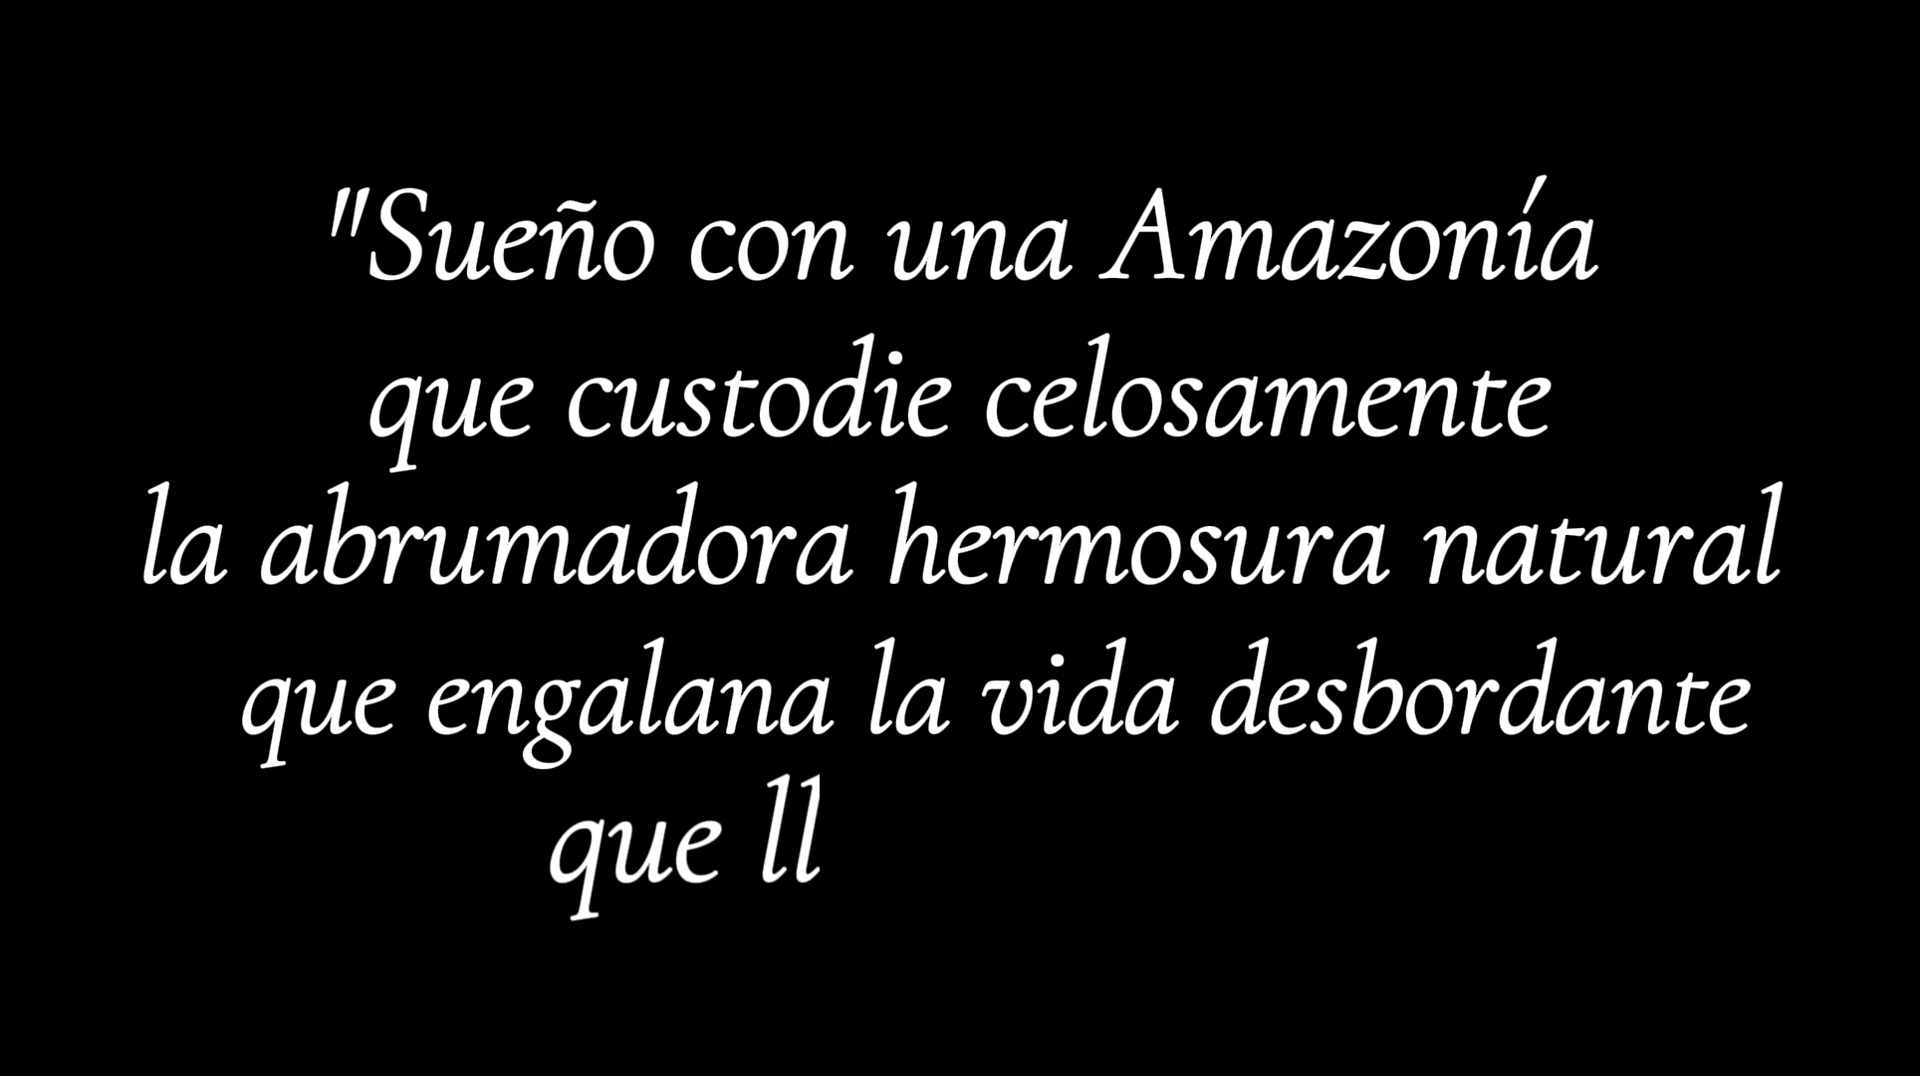 "Sueño con una Amazonía
que custodie celosamente
la abrumadora hermosura natural
que engalana la vida desbordante
que ll